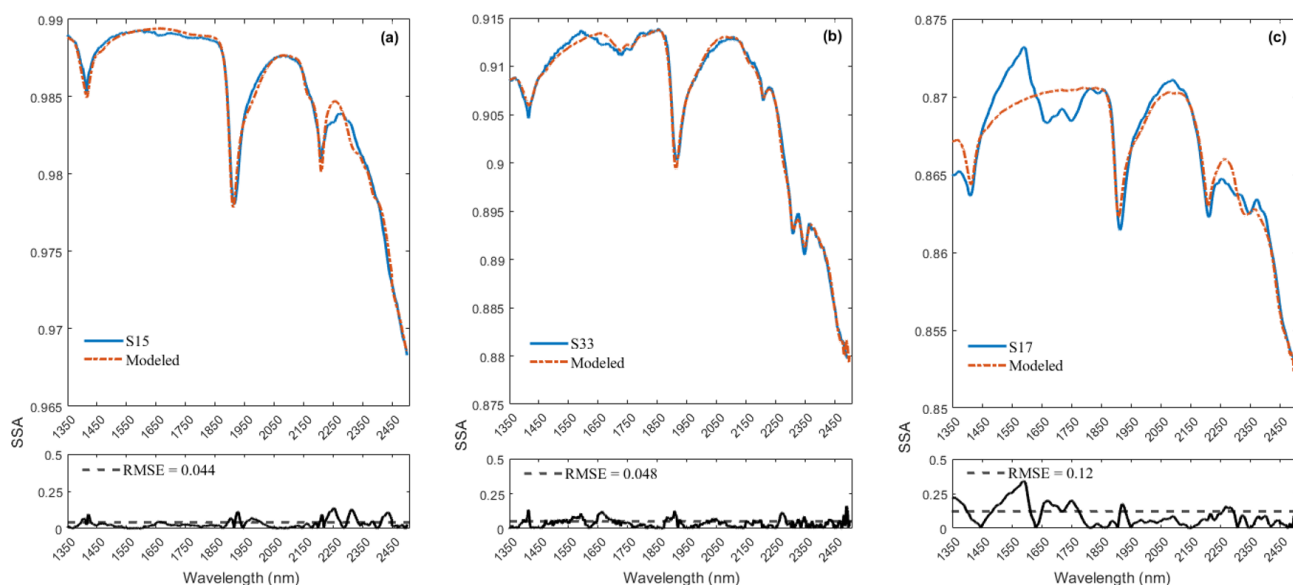 (a)
0.99
0.985
0.98
0.975
0.97
0.965
SSA
S15
Modeled
1350 1450 1550 1650 1750 1850 1950 2050 2150 2250 2350 2450
0.5
0.25
0
RMSE = 0.044
1350 1450 1550 1650 1750 1850 1950 2050 2150 2250 2350 2450
Wavelength (nm)
(b)
0.915
0.91
0.905
0.9
0.895
0.89
0.885
0.88
0.875
SSA
S33
Modeled
1350 1450 1550 1650 1750 1850 1950 2050 2150 2250 2350 2450
0.5
0.25
0
RMSE = 0.048
1350 1450 1550 1650 1750 1850 1950 2050 2150 2250 2350 2450
Wavelength (nm)
(c)
0.875
0.87
0.865
0.86
0.855
0.85
SSA
S17
Modeled
1350 1450 1550 1650 1750 1850 1950 2050 2150 2250 2350 2450
0.5
0.25
0
RMSE = 0.12
1350 1450 1550 1650 1750 1850 1950 2050 2150 2250 2350 2450
Wavelength (nm)